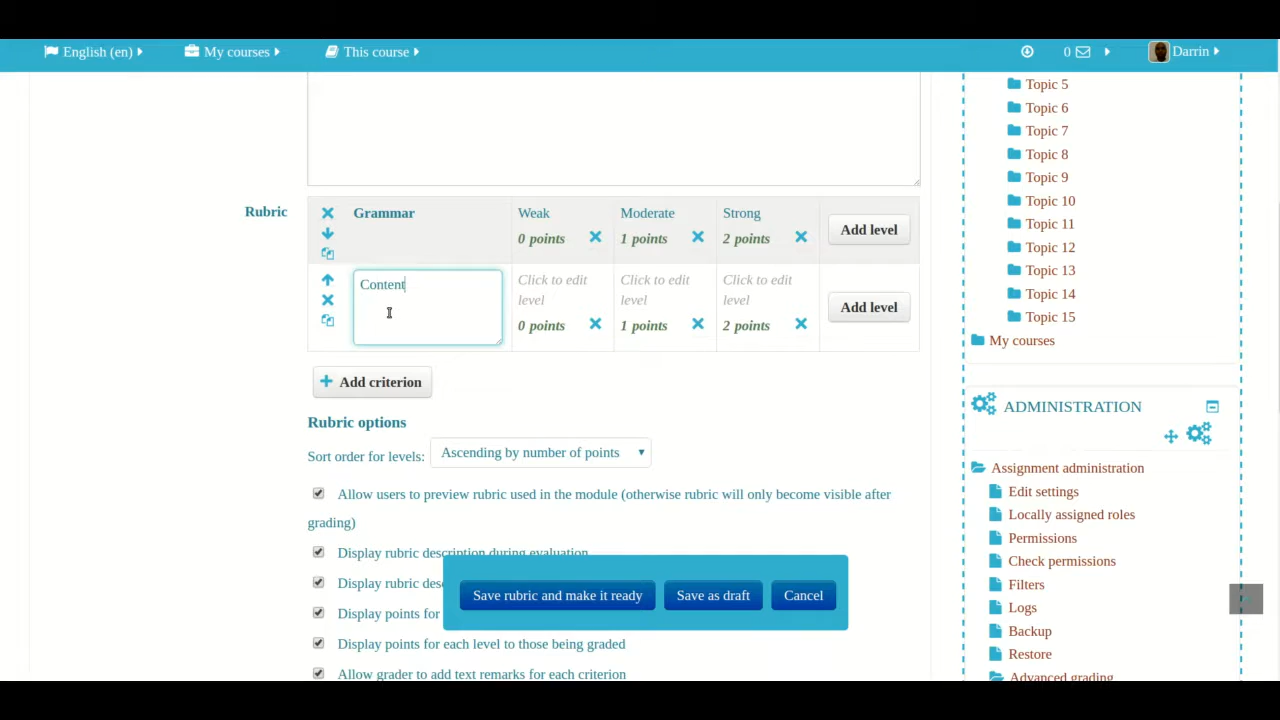 English (en)
My courses
This course
0
Darrin
Topic 5
Topic 6
Topic 7
Topic 8
Topic 9
Topic 10
Topic 11
Topic 12
Topic 13
Topic 14
Topic 15
My courses
Rubric
Grammar
Weak
0 points
Moderate
1 points
Strong
2 points
Add level
Content
Click to edit
level
0 points
Click to edit
level
1 points
Click to edit
level
2 points
Add level
Add criterion
Rubric options
Sort order for levels:
Ascending by number of points
Allow users to preview rubric used in the module (otherwise rubric will only become visible after
grading)
Display rubric description during evaluation
Display rubric des
Display points for
Display points for each level to those being graded
Allow grader to add text remarks for each criterion
Save rubric and make it ready
Save as draft
Cancel
ADMINISTRATION
Assignment administration
Edit settings
Locally assigned roles
Permissions
Check permissions
Filters
Logs
Backup
Restore
Advanced grading